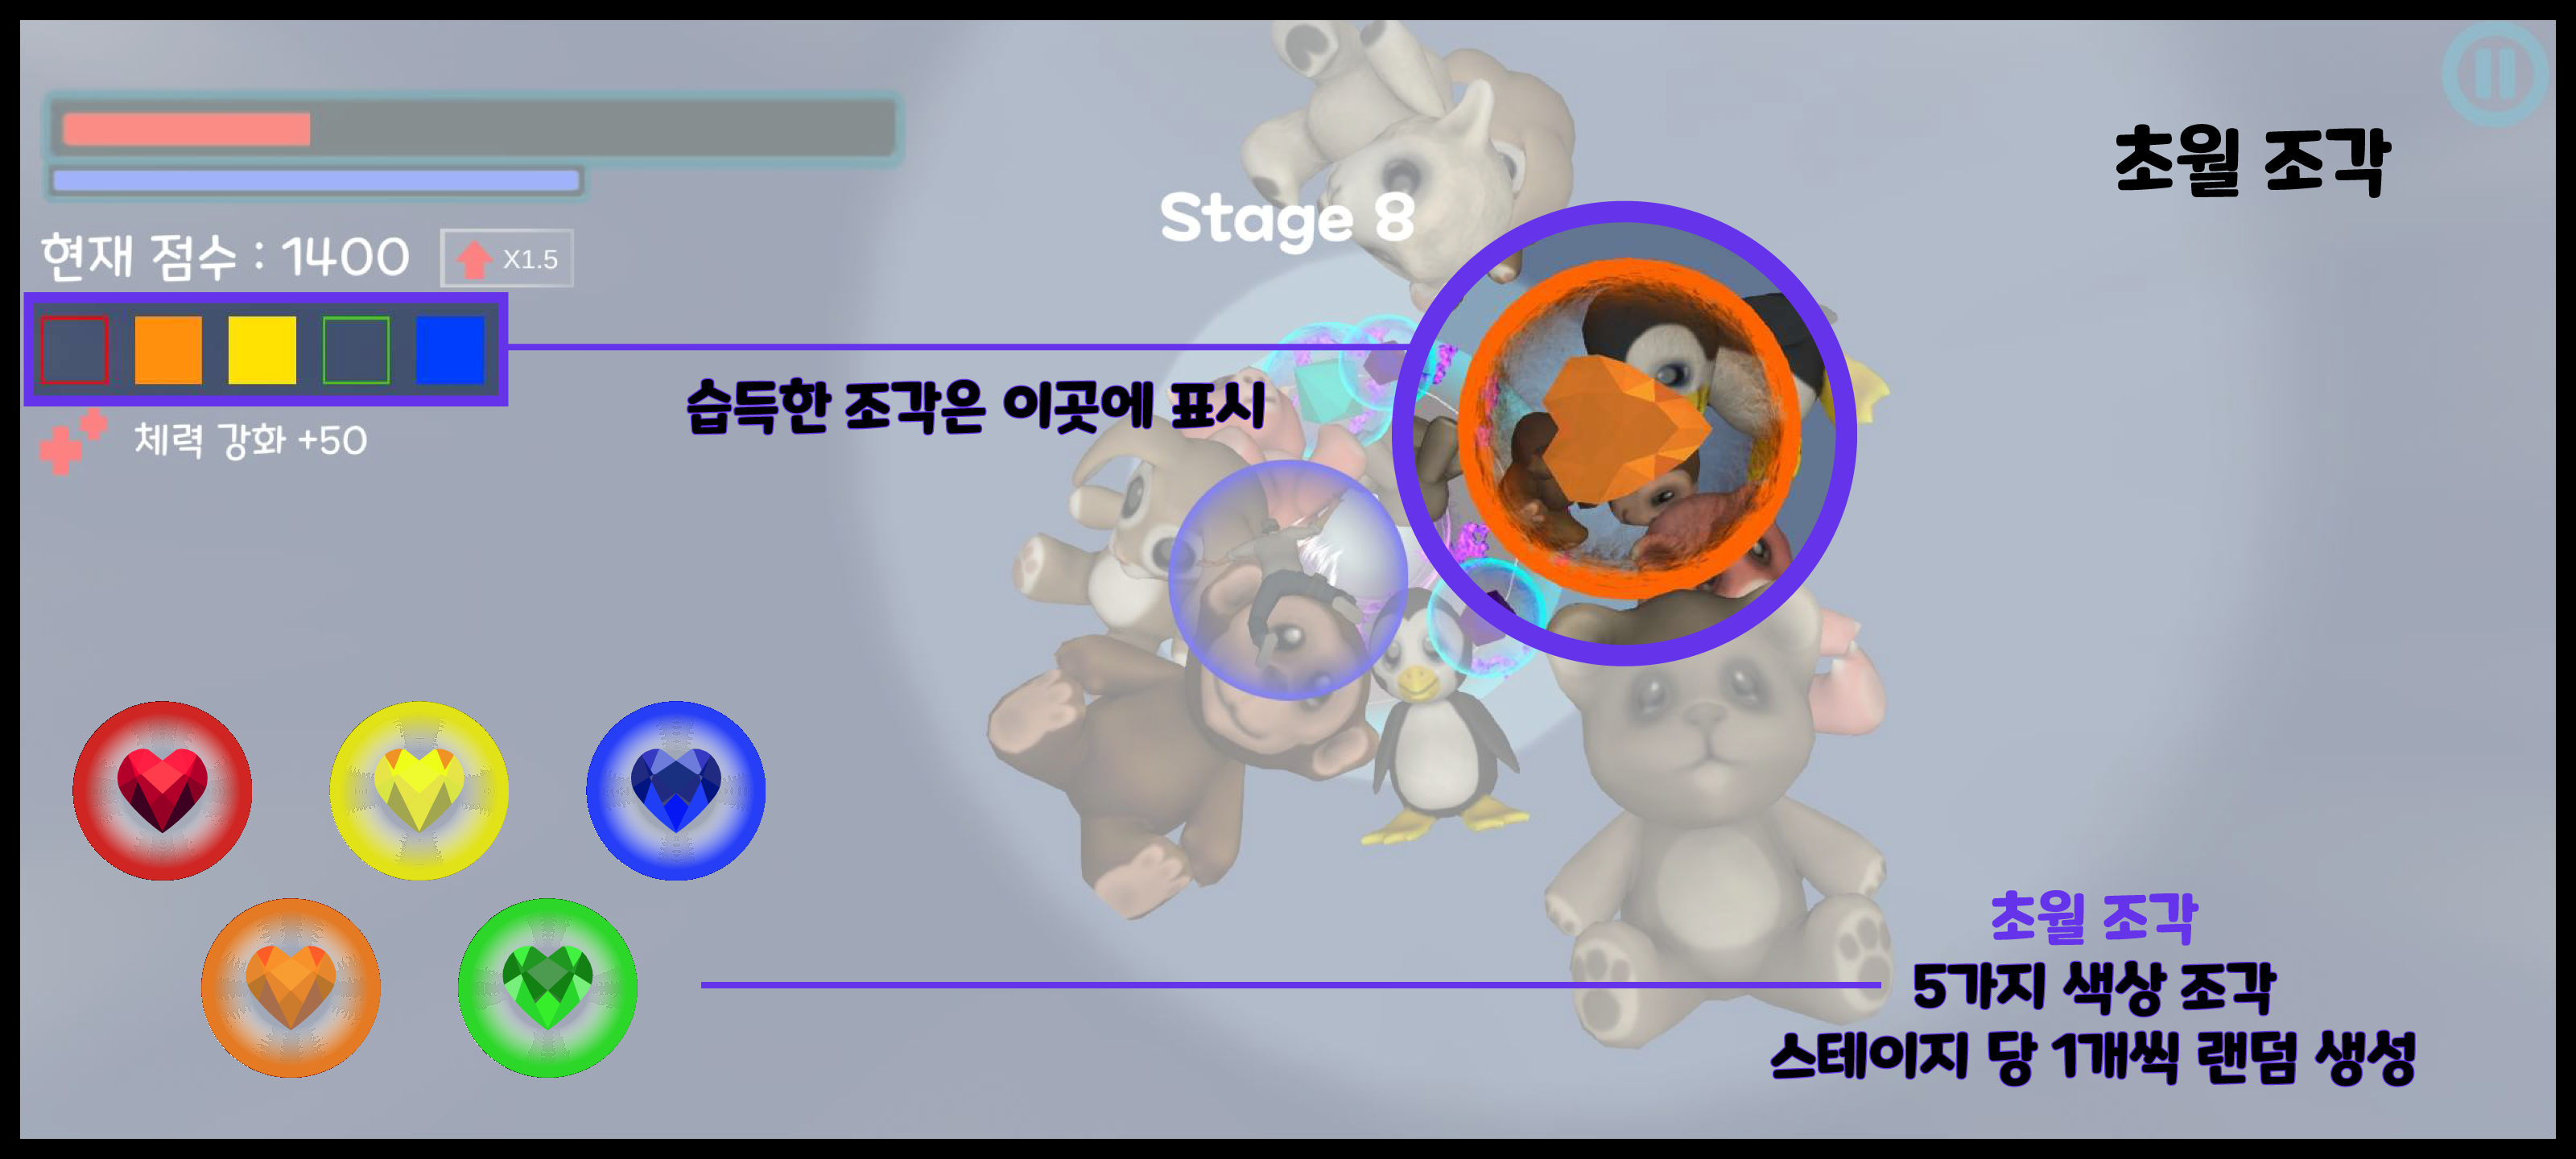 초월 조각
Stage 8
현재 점수 : 1400
X1.5
습득한 조각은 이곳에 표시
체력 강화 +50
초월 조각
5가지 색상 조각
스테이지 당 1개씩 랜덤 생성